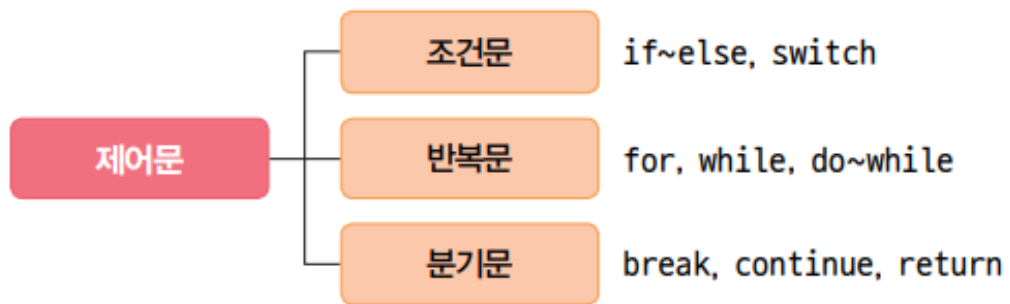 조건문 if~else, switch
제어문 반복문 for, while, do~while
분기문 break, continue, return